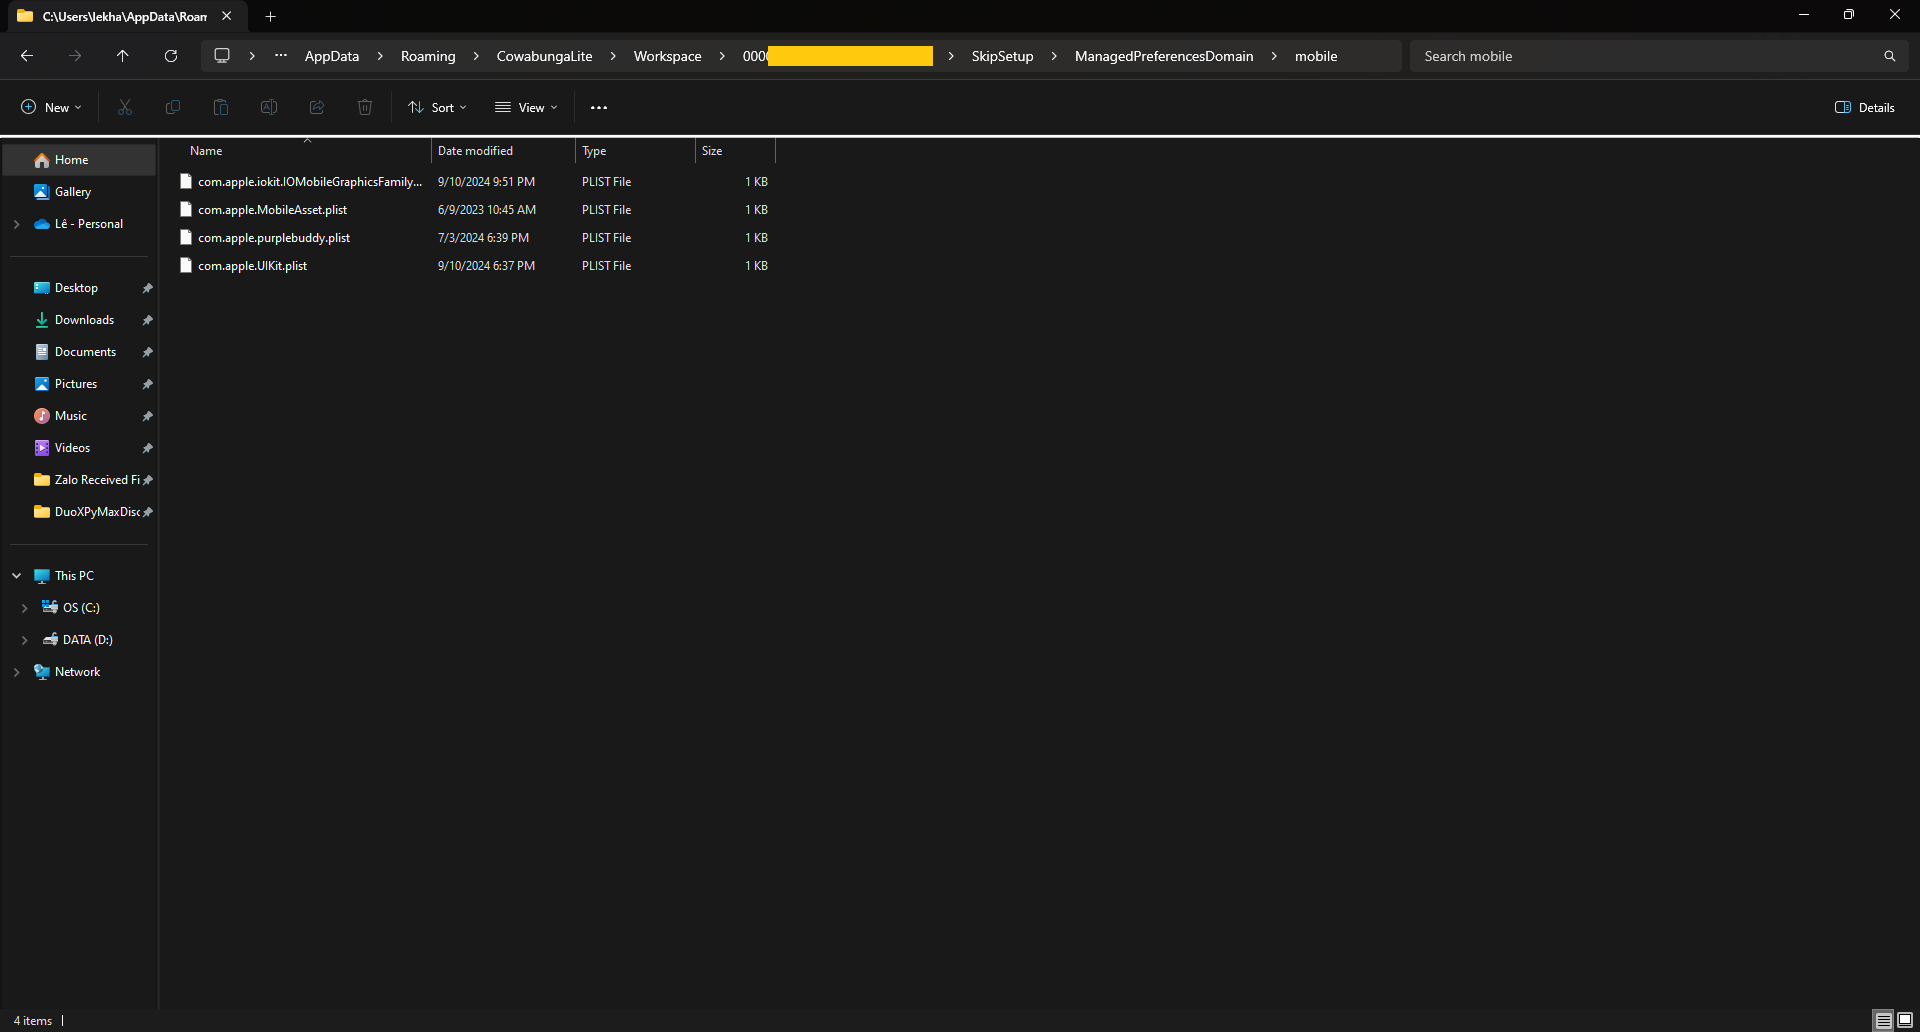 C:\Users\lekha\AppData\Roam
AppData Roaming CowabungaLite Workspace 000 SkipSetup ManagedPreferencesDomain mobile Search mobile
New Sort View Details
Name Date modified Type Size
com.apple.iokit.IOMobileGraphicsFamily... 9/10/2024 9:51 PM PLIST File 1 KB
com.apple.MobileAsset.plist 6/9/2023 10:45 AM PLIST File 1 KB
com.apple.purplebuddy.plist 7/3/2024 6:39 PM PLIST File 1 KB
com.apple.UIKit.plist 9/10/2024 6:37 PM PLIST File 1 KB
Home
Gallery
Lê - Personal
Desktop
Downloads
Documents
Pictures
Music
Videos
Zalo Received Fi
DuoXPyMaxDisc
This PC
OS (C:)
DATA (D:)
Network
4 items